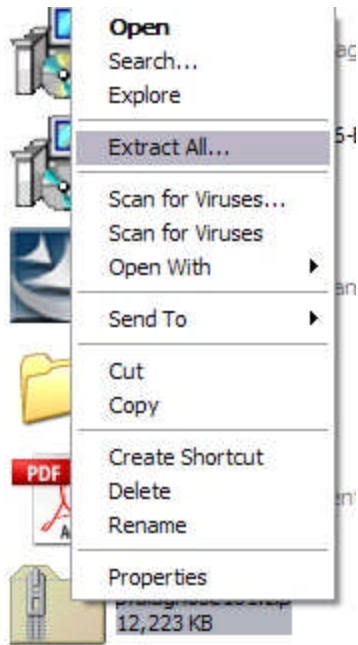 Open
Search...
Explore
Extract All...
Scan for Viruses...
Scan for Viruses
Open With
Send To
Cut
Copy
Create Shortcut
Delete
Rename
PDF
Properties
12,223 KB